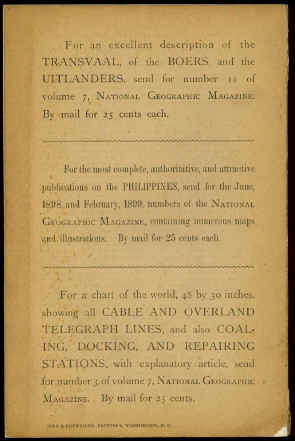 For an excellent description of the
TRANSVAAL, of the BOERS, and the
UITLANDERS, send for number 12 of
volume 7, NATIONAL GEOGRAPHIC MAGAZINE.
By mail for 25 cents each.
For the most complete, authoritative, and attractive
publications on the PHILIPPINES, send for the June,
1898, and February, 1899, numbers of the NATIONAL
GEOGRAPHIC MAGAZINE, containing numerous maps
and illustrations. By mail for 25 cents each.
For a chart of the world, 48 by 30 inches,
showing all CABLE AND OVERLAND
TELEGRAPH LINES, and also COAL-
ING, DOCKING, AND REPAIRING
STATIONS, with explanatory article, send
for number 3 of volume 7, NATIONAL GEOGRAPHIC
MAGAZINE. By mail for 25 cents.
JUDD & DETWEILER, PRINTERS, WASHINGTON, D. C.